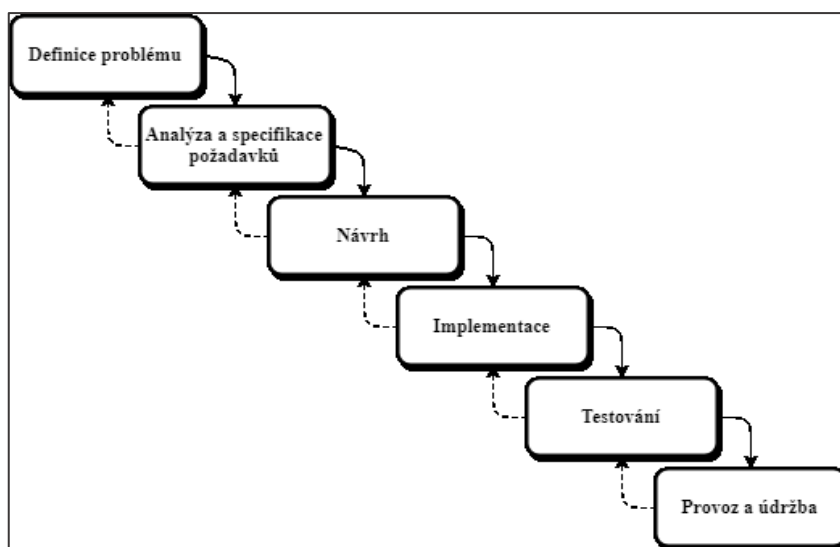 Definice problému
Analýza a specifikace
požadavků
Návrh
Implementace
Testování
Provoz a údržba